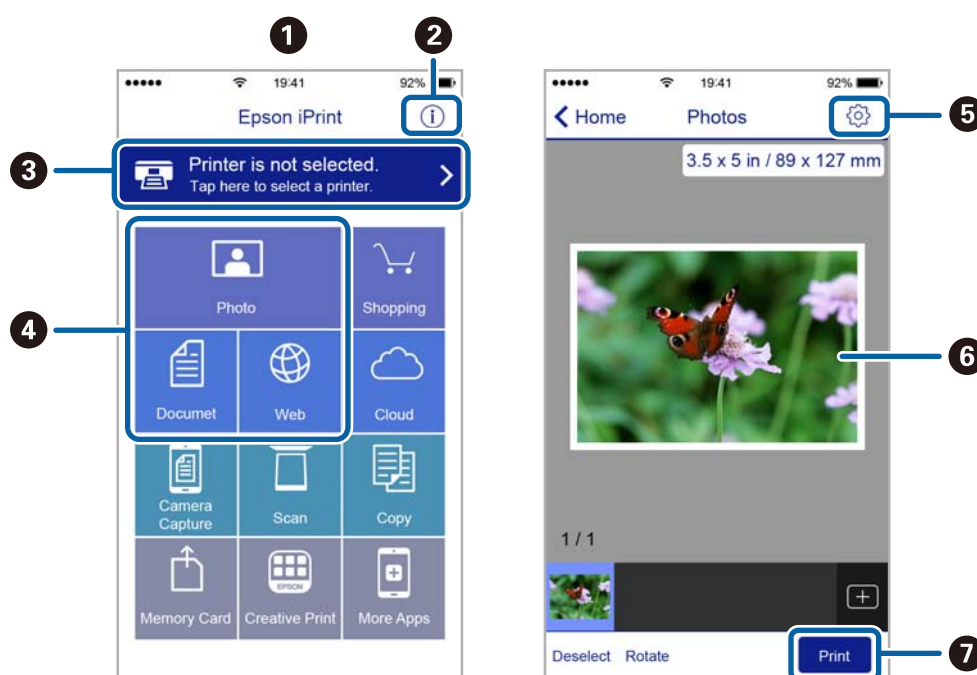 1
2
19:41
92%
Epson iPrint
i
3
Printer is not selected.
Tap here to select a printer.
4
Photo
Shopping
Documet
Web
Cloud
Camera
Capture
Scan
Copy
Memory Card
EPSON
Creative Print
More Apps
19:41
92%
Home
Photos
5
3.5 x 5 in / 89 x 127 mm
6
1 / 1
Deselect
Rotate
Print
7